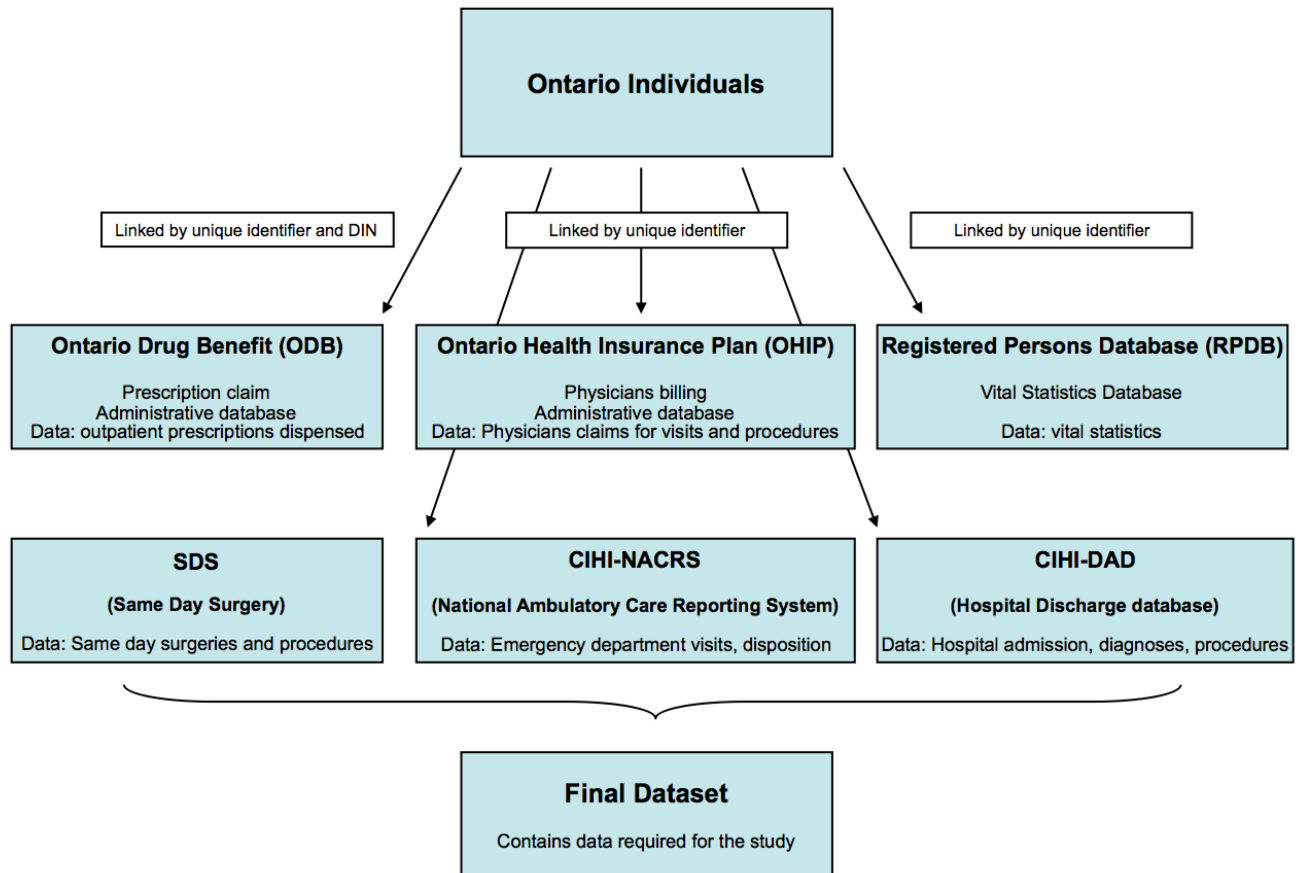 Ontario Individuals
Linked by unique identifier and DIN
Linked by unique identifier
Linked by unique identifier
Ontario Drug Benefit (ODB)
Prescription claim
Administrative database
Data: outpatient prescriptions dispensed
Ontario Health Insurance Plan (OHIP)
Physicians billing
Administrative database
Data: Physicians claims for visits and procedures
Registered Persons Database (RPDB)
Vital Statistics Database
Data: vital statistics
SDS
(Same Day Surgery)
Data: Same day surgeries and procedures
CIHI-NACRS
(National Ambulatory Care Reporting System)
Data: Emergency department visits, disposition
CIHI-DAD
(Hospital Discharge database)
Data: Hospital admission, diagnoses, procedures
Final Dataset
Contains data required for the study